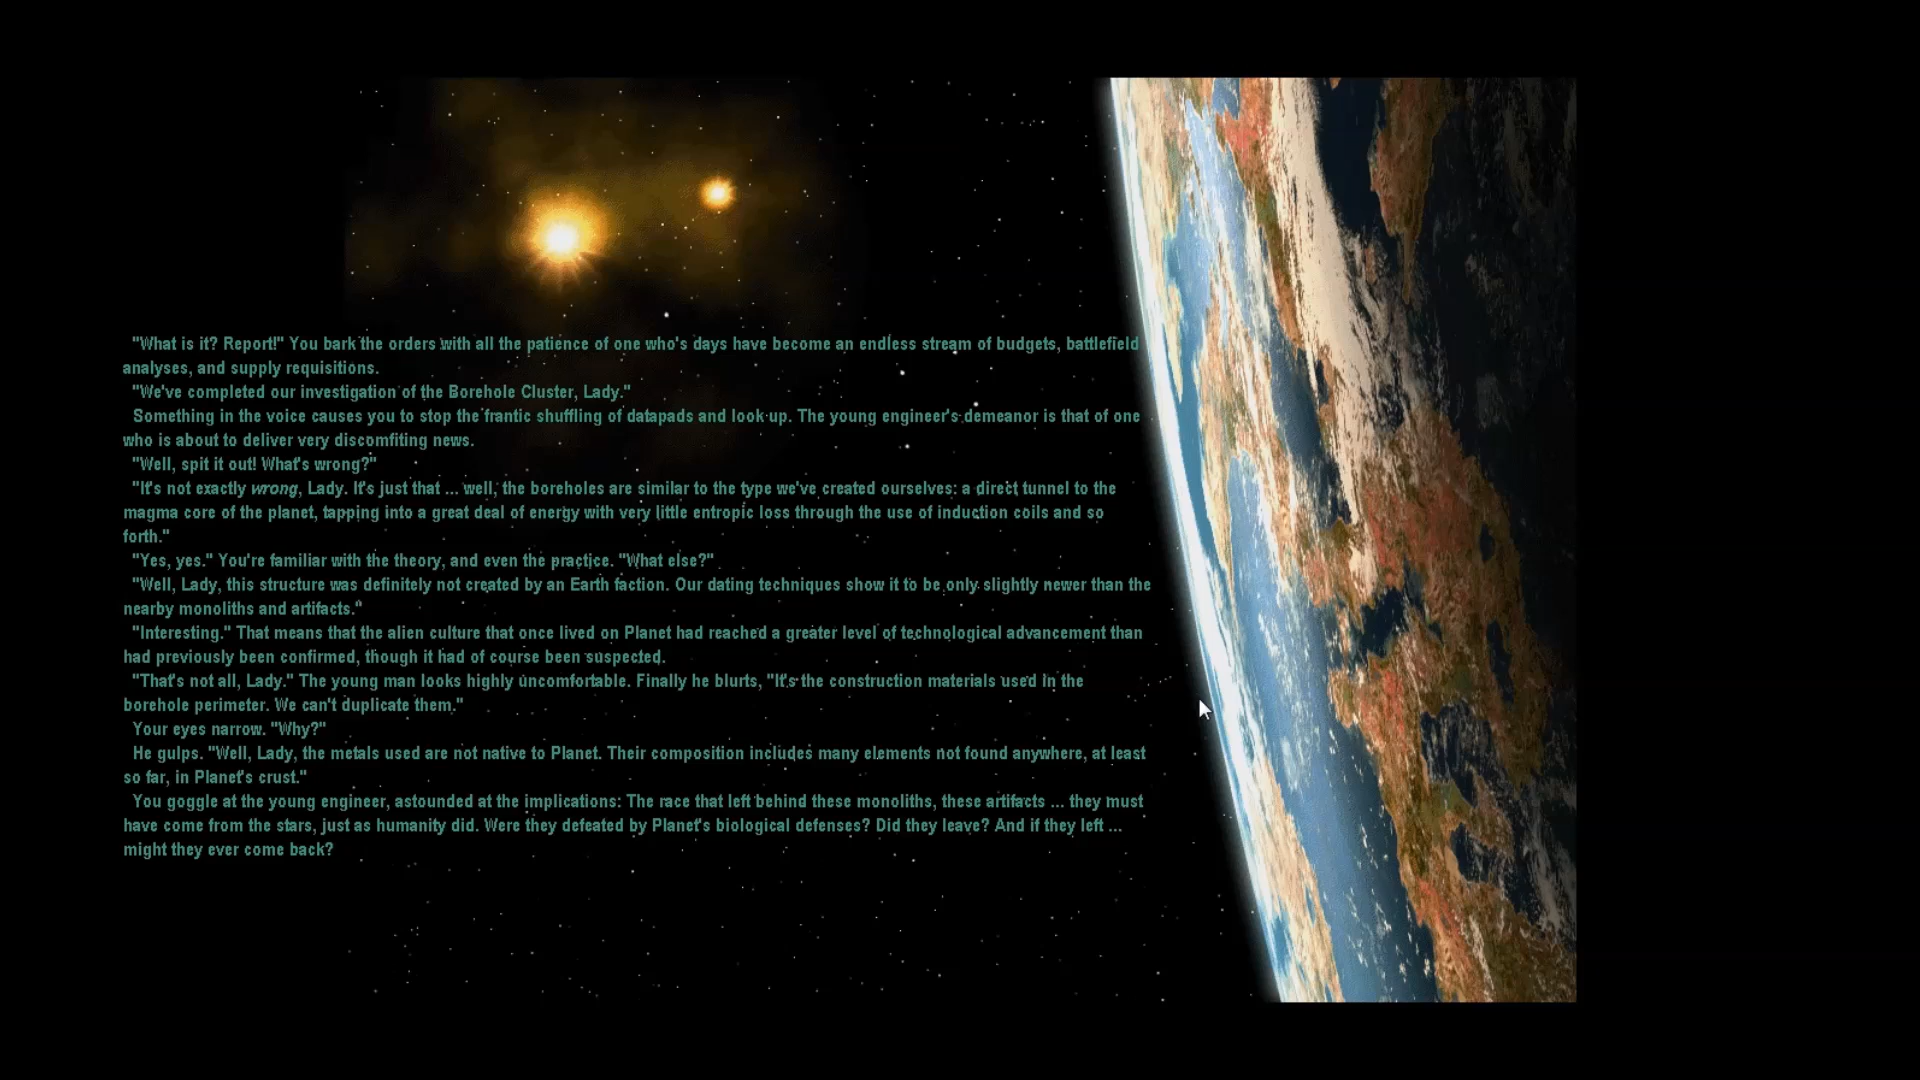 "What is it? Report!" You bark the orders with all the patience of one who's days have become an endless stream of budgets, battlefield
analyses, and supply requisitions.
"We've completed our investigation of the Borehole Cluster, Lady."
Something in the voice causes you to stop the frantic shuffling of datapads and look up. The young engineer's demeanor is that of one
who is about to deliver very discomfiting news.
"Well, spit it out! What's wrong?"
"It's not exactly wrong, Lady. It's just that ... well, the boreholes are similar to the type we've created ourselves: a direct tunnel to the
magma core of the planet, tapping into a great deal of energy with very little entropic loss through the use of induction coils and so
forth."
"Yes, yes." You're familiar with the theory, and even the practice. "What else?"
"Well, Lady, this structure was definitely not created by an Earth faction. Our dating techniques show it to be only slightly newer than the
nearby monoliths and artifacts."
"Interesting." That means that the alien culture that once lived on Planet had reached a greater level of technological advancement than
had previously been confirmed, though it had of course been suspected.
"That's not all, Lady." The young man looks highly uncomfortable. Finally he blurts, "It's the construction materials used in the
borehole perimeter. We can't duplicate them."
Your eyes narrow. "Why?"
He gulps. "Well, Lady, the metals used are not native to Planet. Their composition includes many elements not found anywhere, at least
so far, in Planet's crust."
You goggle at the young engineer, astounded at the implications: The race that left behind these monoliths, these artifacts ... they must
have come from the stars, just as humanity did. Were they defeated by Planet's biological defenses? Did they leave? And if they left ...
might they ever come back?